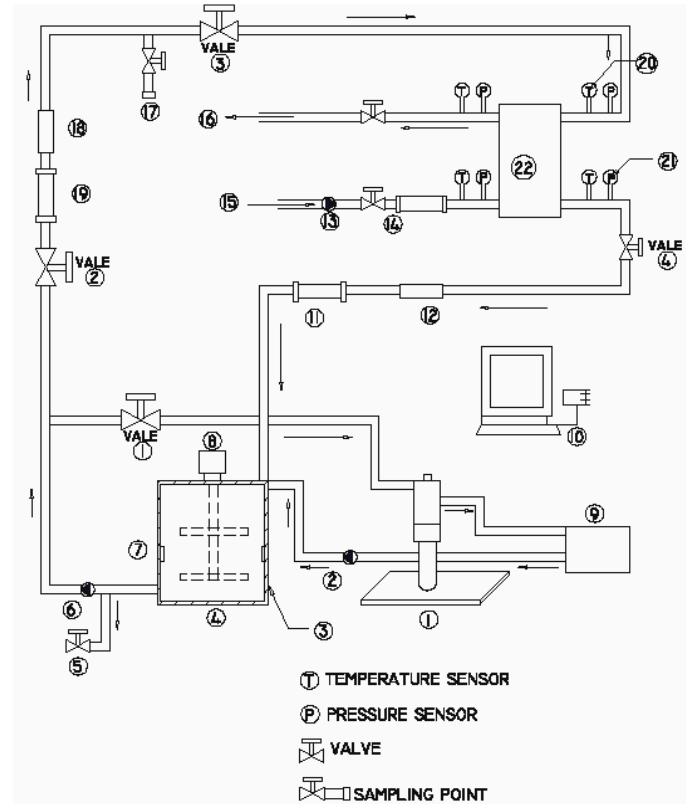 VALE
3
T P
T P
20
17
16
18
22
T P
T P
21
19
15
13
14
VALE
4
VALE
2
11
12
VALE
1
8
10
7
9
2
6
4
3
1
5
T TEMPERATURE SENSOR
P PRESSURE SENSOR
VALVE
SAMPLING POINT